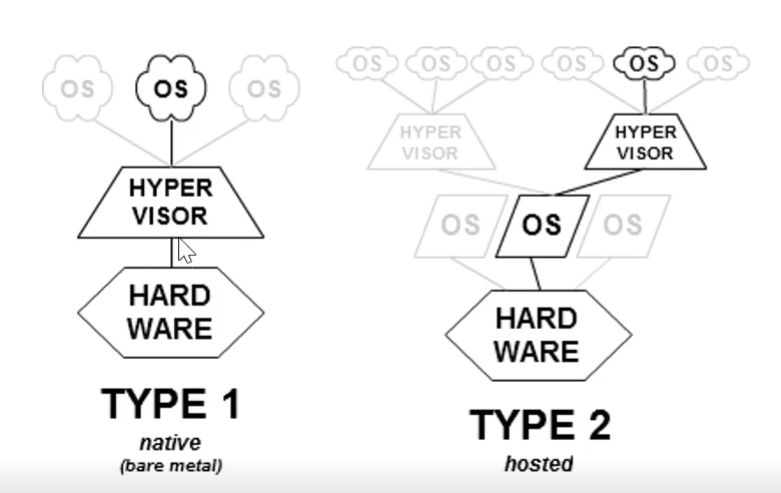 OS OS OS
HYPER
VISOR
HARD
WARE
TYPE 1
native
(bare metal)
OS OS OS OS OS OS
HYPER
VISOR
HYPER
VISOR
OS OS OS
HARD
WARE
TYPE 2
hosted